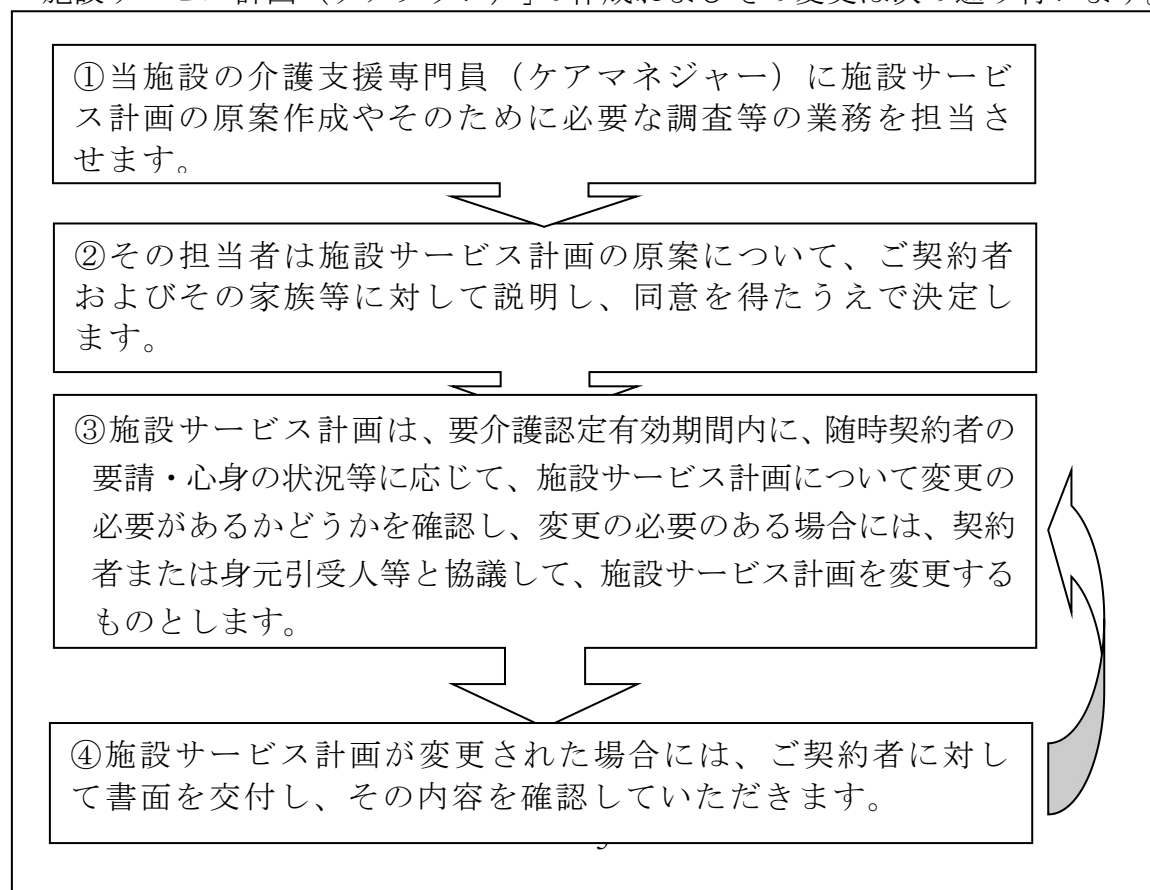 ①当施設の介護支援専門員（ケアマネジャー）に施設サービ
ス計画の原案作成やそのために必要な調査等の業務を担当さ
せます。
②その担当者は施設サービス計画の原案について、ご契約者
およびその家族等に対して説明し、同意を得たうえで決定し
ます。
③施設サービス計画は、要介護認定有効期間内に、随時契約者の
要請・心身の状況等に応じて、施設サービス計画について変更の
必要があるかどうかを確認し、変更の必要のある場合には、契約
者または身元引受人等と協議して、施設サービス計画を変更する
ものとします。
④施設サービス計画が変更された場合には、ご契約者に対し
て書面を交付し、その内容を確認していただきます。